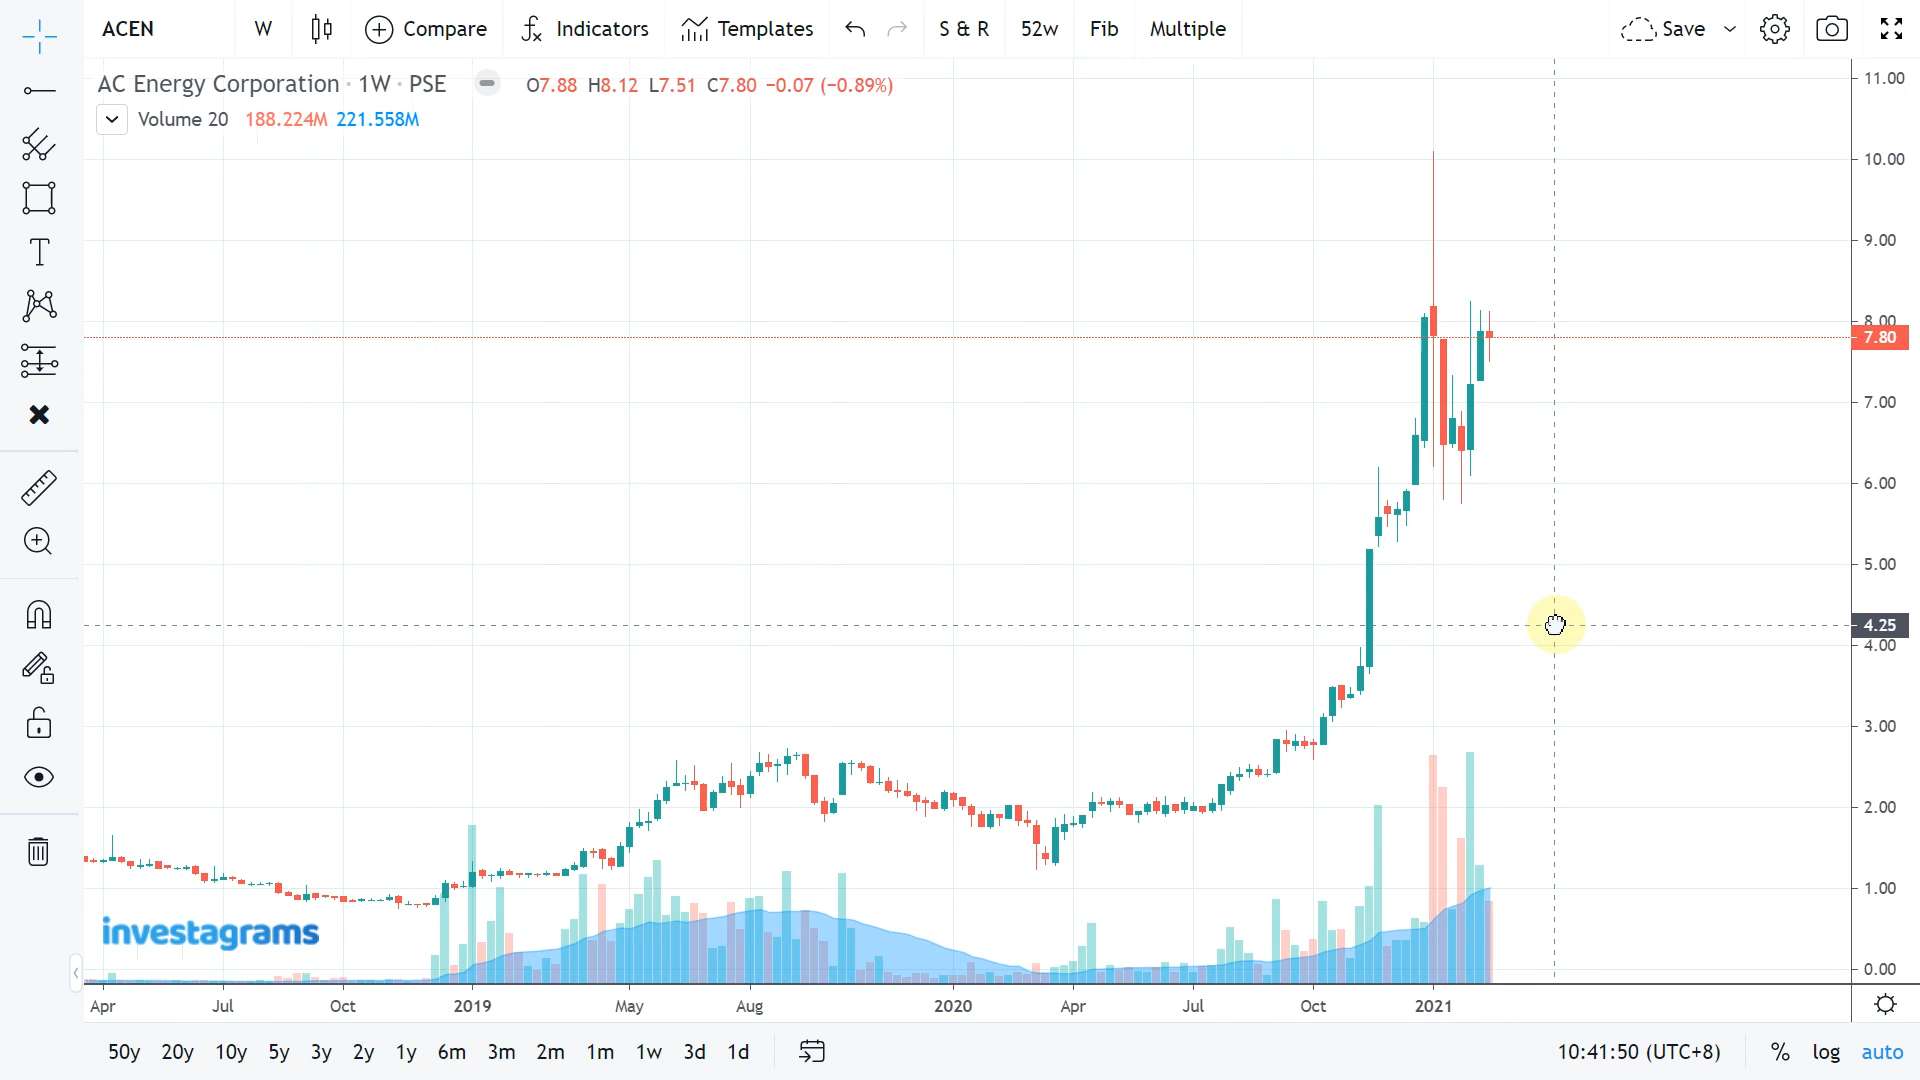 ACEN W Compare Indicators Templates S & R 52w Fib Multiple Save
AC Energy Corporation · 1W · PSE O7.88 H8.12 L7.51 C7.80 −0.07 (−0.89%)
Volume 20 188.224M 221.558M
11.00
10.00
9.00
8.00
7.80
7.00
6.00
5.00
4.25
4.00
3.00
2.00
1.00
0.00
investagrams
Apr Jul Oct 2019 May Aug 2020 Apr Jul Oct 2021
50y 20y 10y 5y 3y 2y 1y 6m 3m 2m 1m 1w 3d 1d 10:41:50 (UTC+8) % log auto